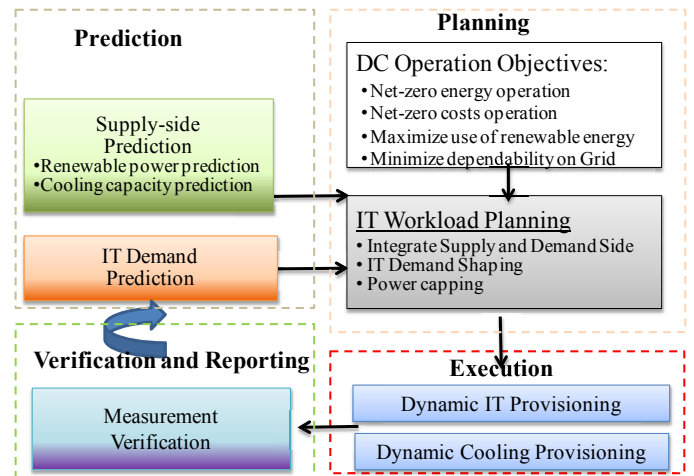 Prediction
Supply-side
Prediction
•Renewable power prediction
•Cooling capacity prediction
IT Demand
Prediction
Planning
DC Operation Objectives:
•Net-zero energy operation
•Net-zero costs operation
•Maximize use of renewable energy
•Minimize dependability on Grid
IT Workload Planning
• Integrate Supply and Demand Side
• IT Demand Shaping
• Power capping
Verification and Reporting
Measurement
Verification
Execution
Dynamic IT Provisioning
Dynamic Cooling Provisioning